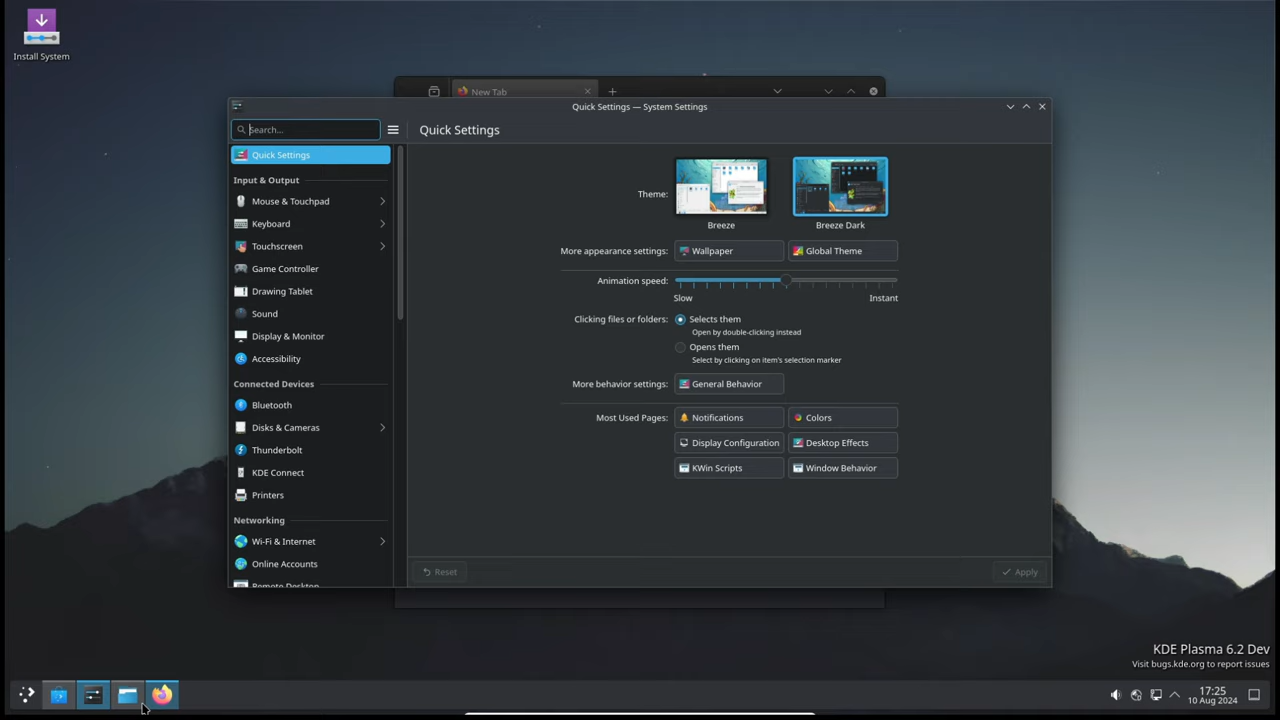 Install System
New Tab
Quick Settings — System Settings
Search...
Quick Settings
Quick Settings
Input & Output
Mouse & Touchpad
Keyboard
Touchscreen
Game Controller
Drawing Tablet
Sound
Display & Monitor
Accessibility
Connected Devices
Bluetooth
Disks & Cameras
Thunderbolt
KDE Connect
Printers
Networking
Wi-Fi & Internet
Online Accounts
Remote Desktop
Theme:
Breeze
Breeze Dark
More appearance settings:
Wallpaper
Global Theme
Animation speed:
Slow
Instant
Clicking files or folders:
Selects them
Open by double-clicking instead
Opens them
Select by clicking on item's selection marker
More behavior settings:
General Behavior
Most Used Pages:
Notifications
Colors
Display Configuration
Desktop Effects
KWin Scripts
Window Behavior
Reset
Apply
KDE Plasma 6.2 Dev
Visit bugs.kde.org to report issues
17:25
10 Aug 2024